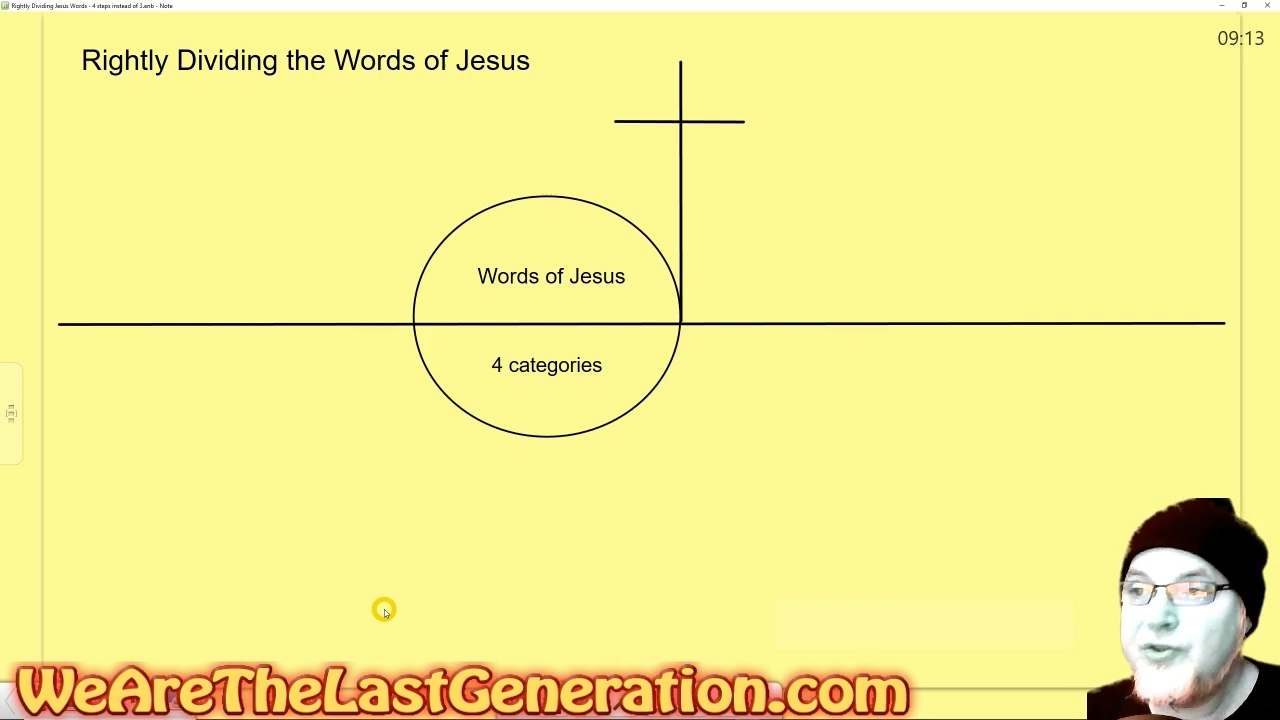 Rightly Dividing Jesus Words - 4 steps instead of 3.enb - Note
09:13
Rightly Dividing the Words of Jesus
Words of Jesus
4 categories
WeAreTheLastGeneration.com